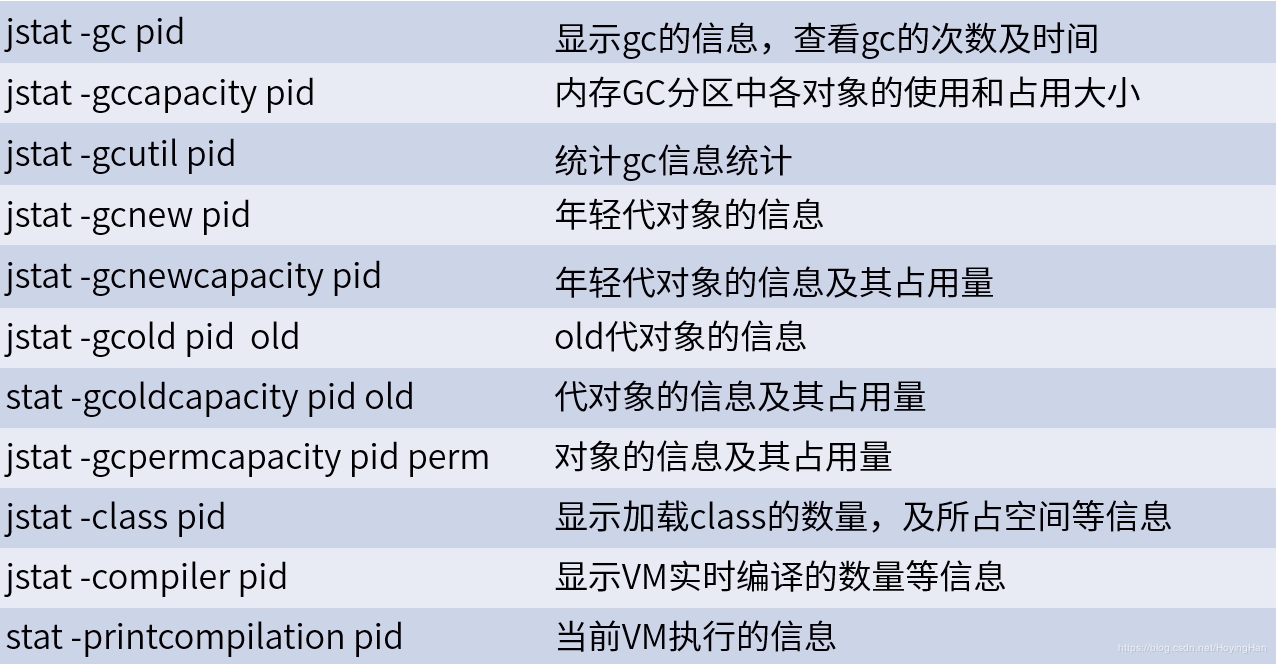 jstat -gc pid 显示gc的信息，查看gc的次数及时间
jstat -gccapacity pid 内存GC分区中各对象的使用和占用大小
jstat -gcutil pid 统计gc信息统计
jstat -gcnew pid 年轻代对象的信息
jstat -gcnewcapacity pid 年轻代对象的信息及其占用量
jstat -gcold pid  old old代对象的信息
stat -gcoldcapacity pid old 代对象的信息及其占用量
jstat -gcpermcapacity pid perm 对象的信息及其占用量
jstat -class pid 显示加载class的数量，及所占空间等信息
jstat -compiler pid 显示VM实时编译的数量等信息
stat -printcompilation pid 当前VM执行的信息
https://blog.csdn.net/HoyingHan